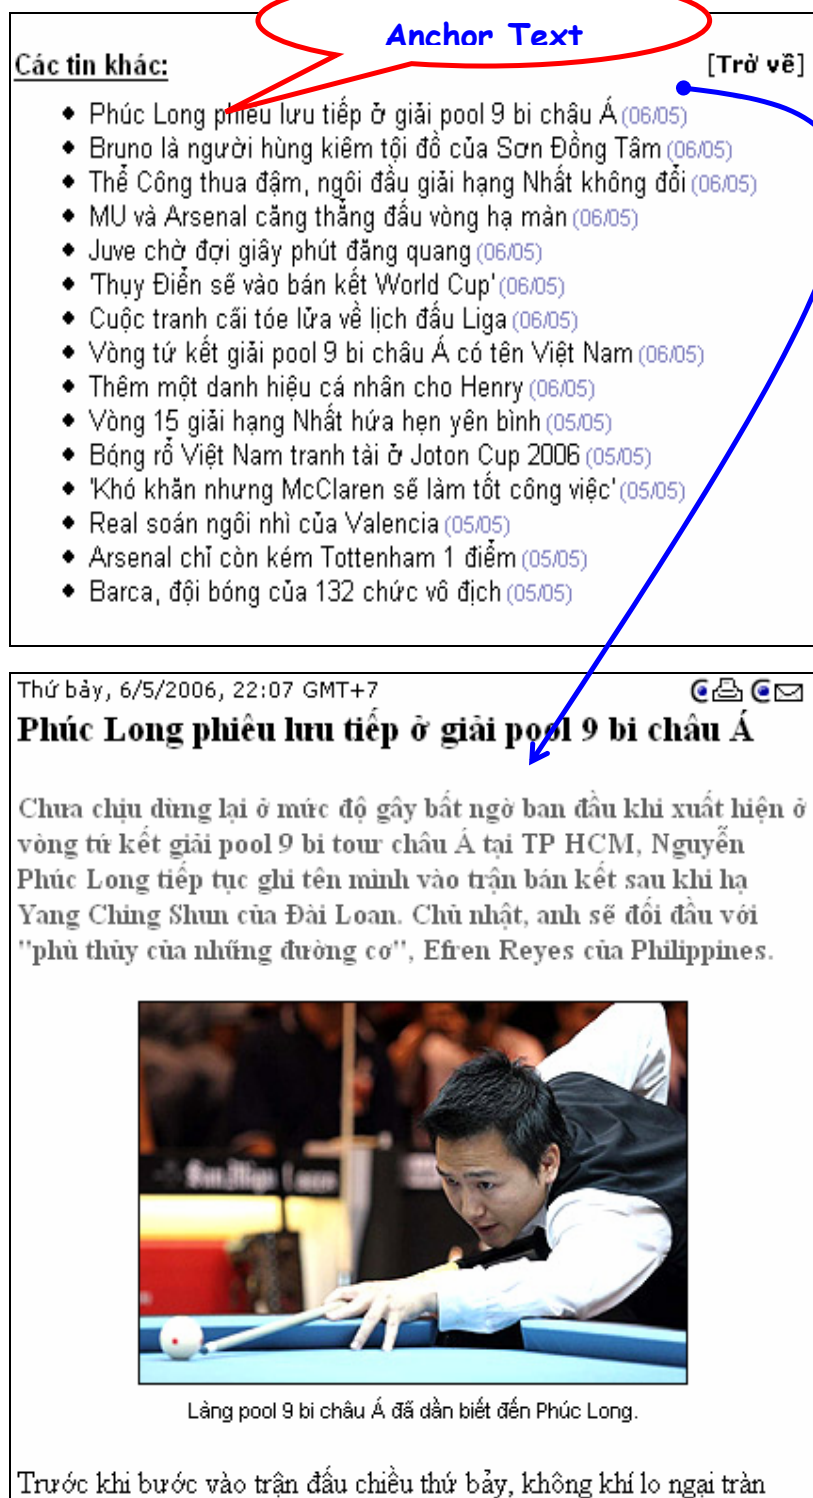 Anchor Text
Các tin khác:
[Trở về]
Phúc Long phiêu lưu tiếp ở giải pool 9 bi châu Á (06/05)
Bruno là người hùng kiêm tội đồ của Sơn Đồng Tâm (06/05)
Thể Công thua đậm, ngôi đầu giải hạng Nhất không đổi (06/05)
MU và Arsenal căng thẳng đấu vòng hạ màn (06/05)
Juve chờ đợi giây phút đăng quang (06/05)
'Thụy Điển sẽ vào bán kết World Cup' (06/05)
Cuộc tranh cãi tóe lửa về lịch đấu Liga (06/05)
Vòng tứ kết giải pool 9 bi châu Á có tên Việt Nam (06/05)
Thêm một danh hiệu cá nhân cho Henry (06/05)
Vòng 15 giải hạng Nhất hứa hẹn yên bình (05/05)
Bóng rổ Việt Nam tranh tài ở Joton Cup 2006 (05/05)
'Khó khăn nhưng McClaren sẽ làm tốt công việc' (05/05)
Real soán ngôi nhì của Valencia (05/05)
Arsenal chỉ còn kém Tottenham 1 điểm (05/05)
Barca, đội bóng của 132 chức vô địch (05/05)
Thứ bảy, 6/5/2006, 22:07 GMT+7
Phúc Long phiêu lưu tiếp ở giải pool 9 bi châu Á
Chưa chịu dừng lại ở mức độ gây bất ngờ ban đầu khi xuất hiện ở
vòng tứ kết giải pool 9 bi tour châu Á tại TP HCM, Nguyễn
Phúc Long tiếp tục ghi tên mình vào trận bán kết sau khi hạ
Yang Ching Shun của Đài Loan. Chủ nhật, anh sẽ đối đầu với
"phù thủy của những đường cơ", Efren Reyes của Philippines.
Làng pool 9 bi châu Á đã dần biết đến Phúc Long.
Trước khi bước vào trận đấu chiều thứ bảy, không khí lo ngại tràn